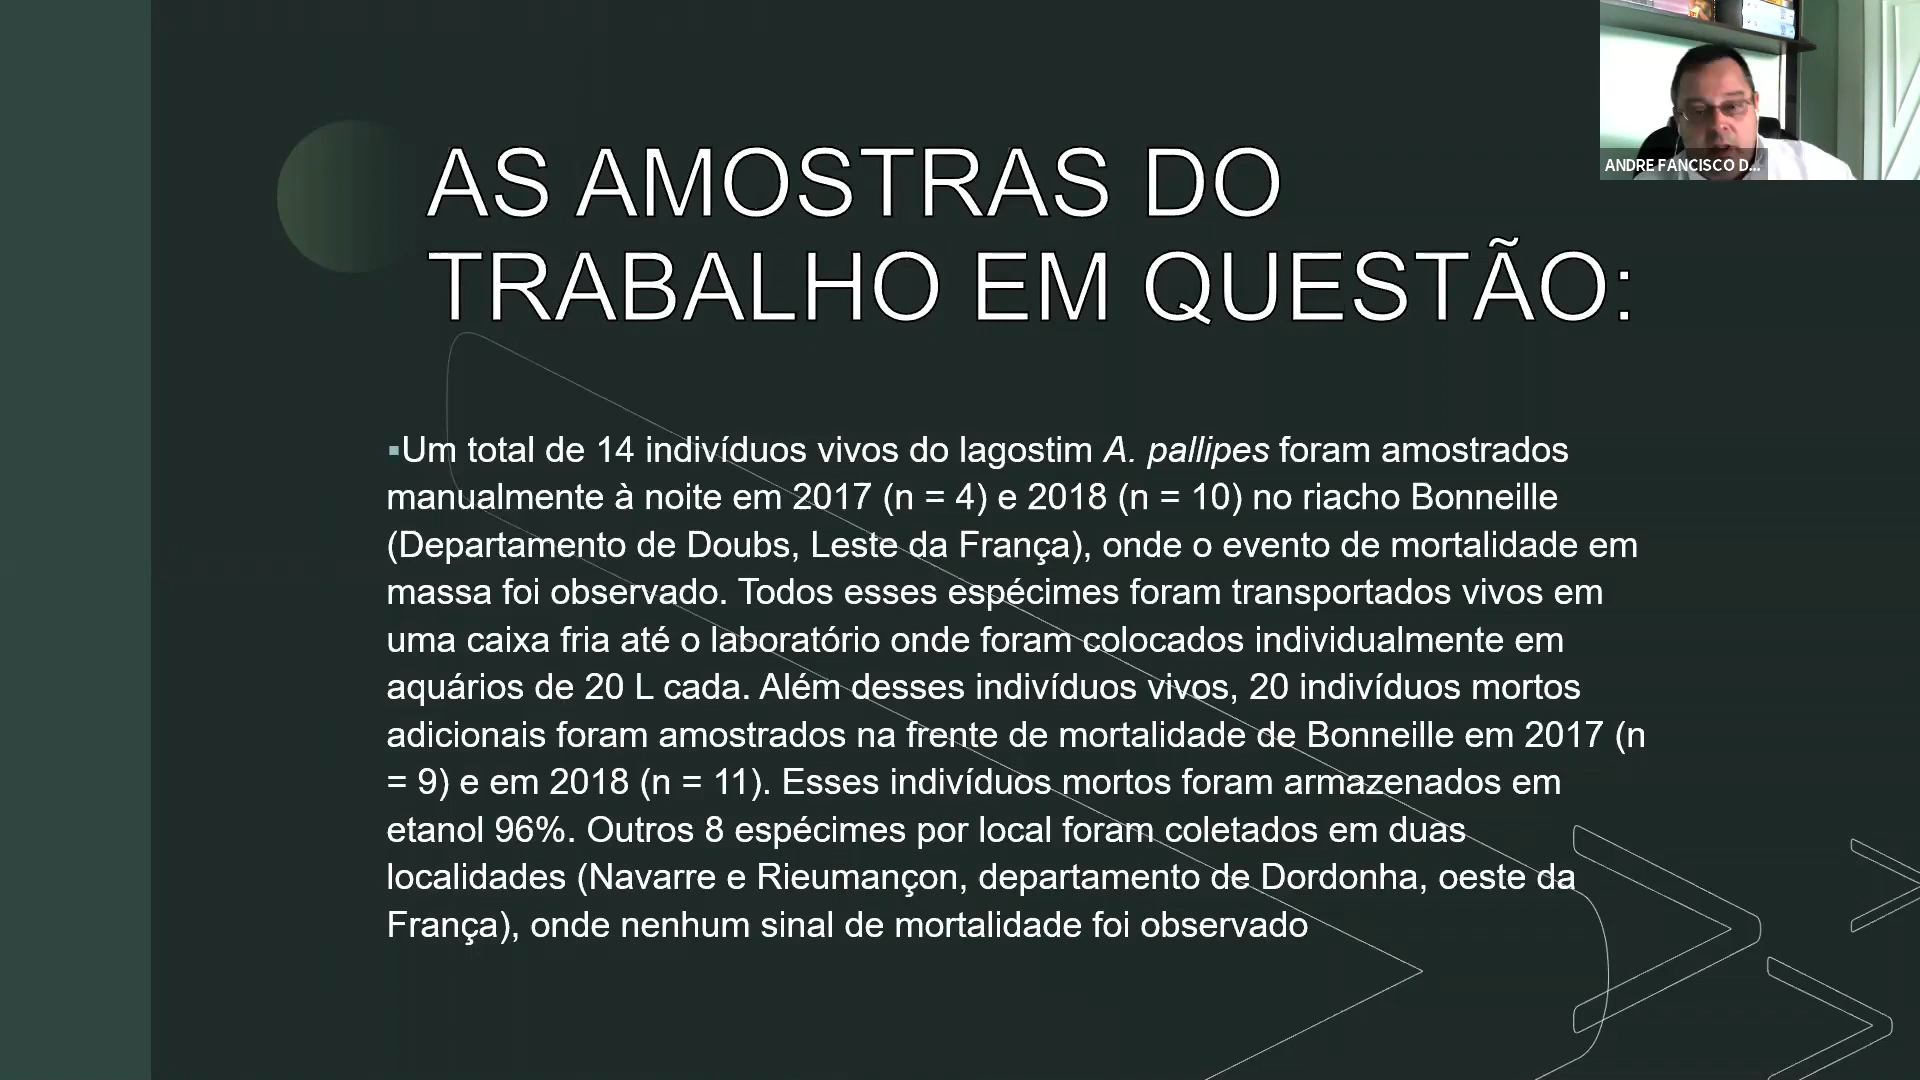 ANDRE FANCISCO D...
AS AMOSTRAS DO
TRABALHO EM QUESTÃO:
▪Um total de 14 indivíduos vivos do lagostim A. pallipes foram amostrados
manualmente à noite em 2017 (n = 4) e 2018 (n = 10) no riacho Bonneille
(Departamento de Doubs, Leste da França), onde o evento de mortalidade em
massa foi observado. Todos esses espécimes foram transportados vivos em
uma caixa fria até o laboratório onde foram colocados individualmente em
aquários de 20 L cada. Além desses indivíduos vivos, 20 indivíduos mortos
adicionais foram amostrados na frente de mortalidade de Bonneille em 2017 (n
= 9) e em 2018 (n = 11). Esses indivíduos mortos foram armazenados em
etanol 96%. Outros 8 espécimes por local foram coletados em duas
localidades (Navarre e Rieumançon, departamento de Dordonha, oeste da
França), onde nenhum sinal de mortalidade foi observado